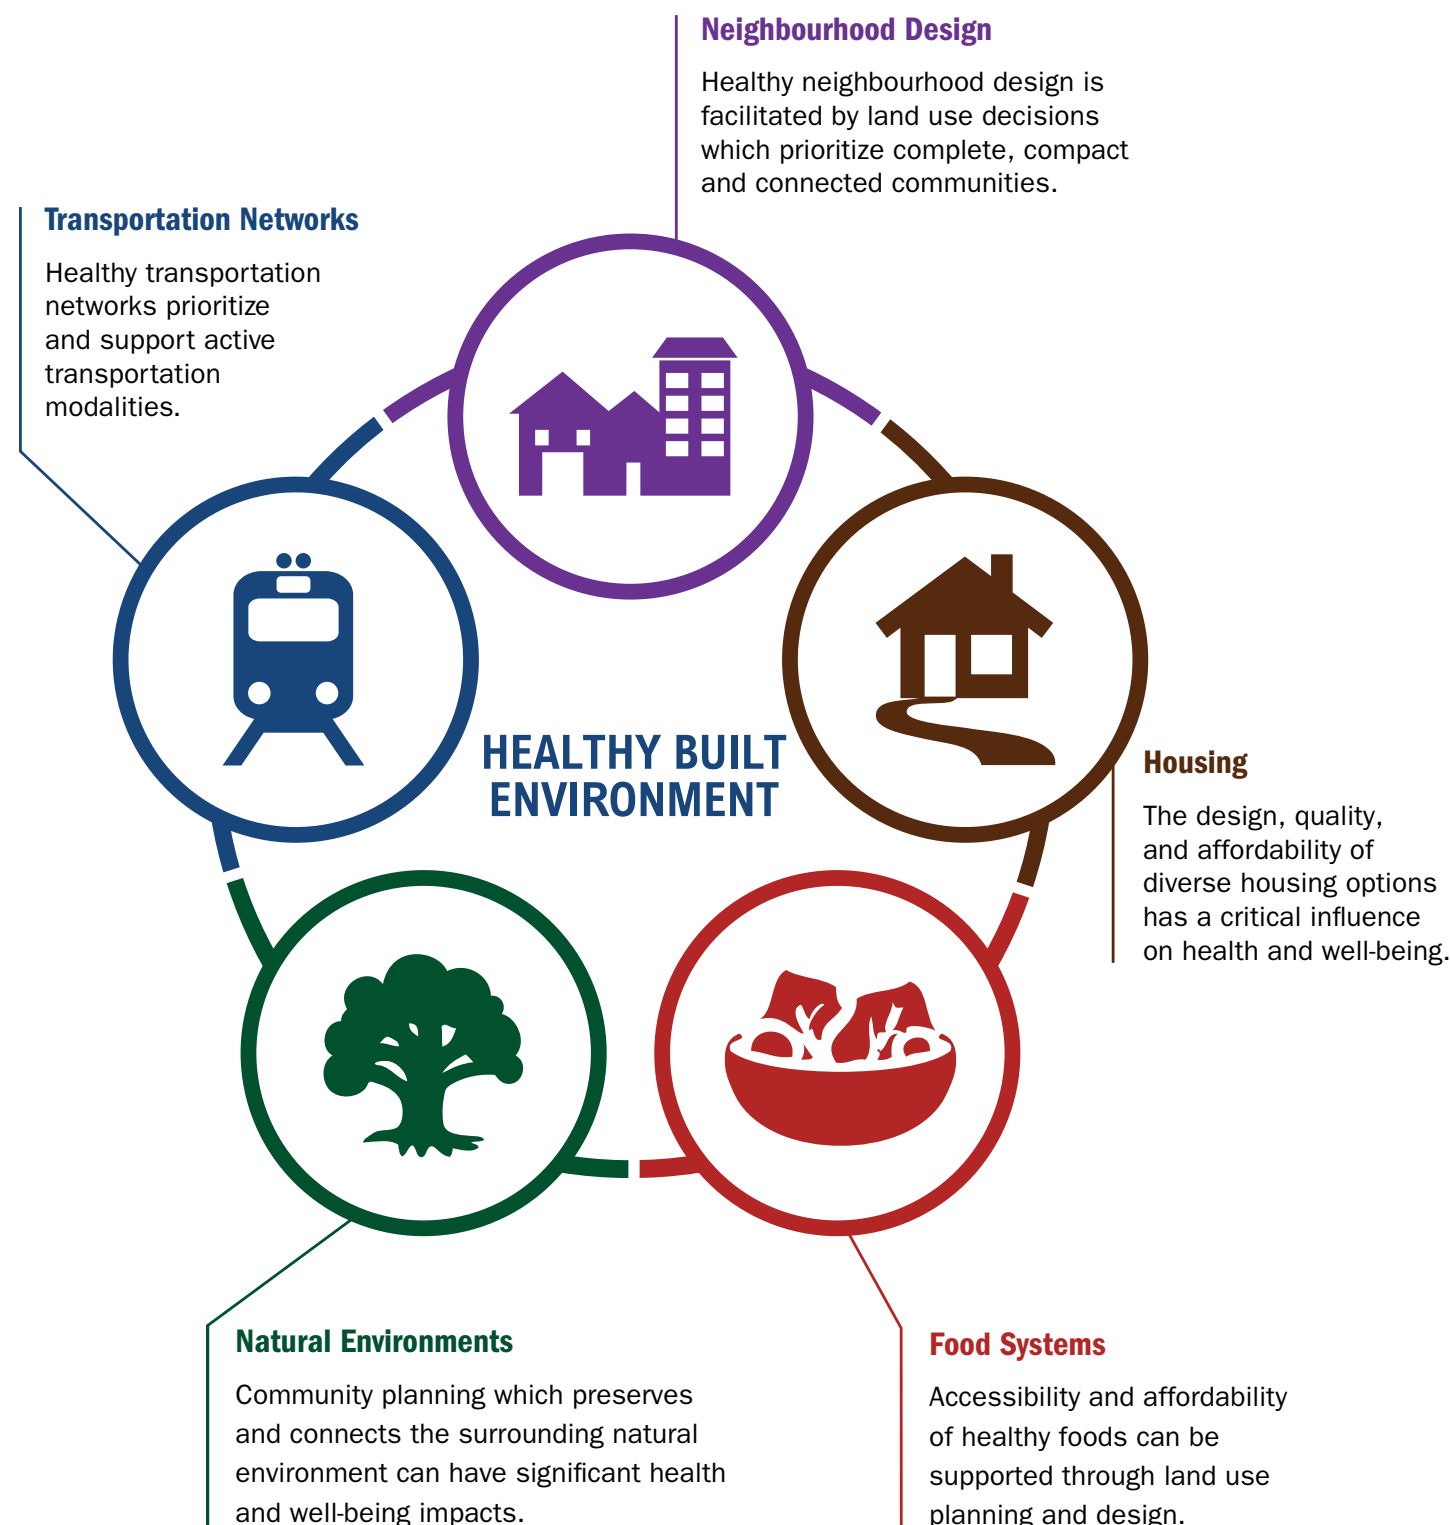 Neighbourhood Design
Healthy neighbourhood design is
facilitated by land use decisions
which prioritize complete, compact
and connected communities.
Transportation Networks
Healthy transportation
networks prioritize
and support active
transportation
modalities.
HEALTHY BUILT
ENVIRONMENT
Housing
The design, quality,
and affordability of
diverse housing options
has a critical influence
on health and well-being.
Natural Environments
Community planning which preserves
and connects the surrounding natural
environment can have significant health
and well-being impacts.
Food Systems
Accessibility and affordability
of healthy foods can be
supported through land use
planning and design.